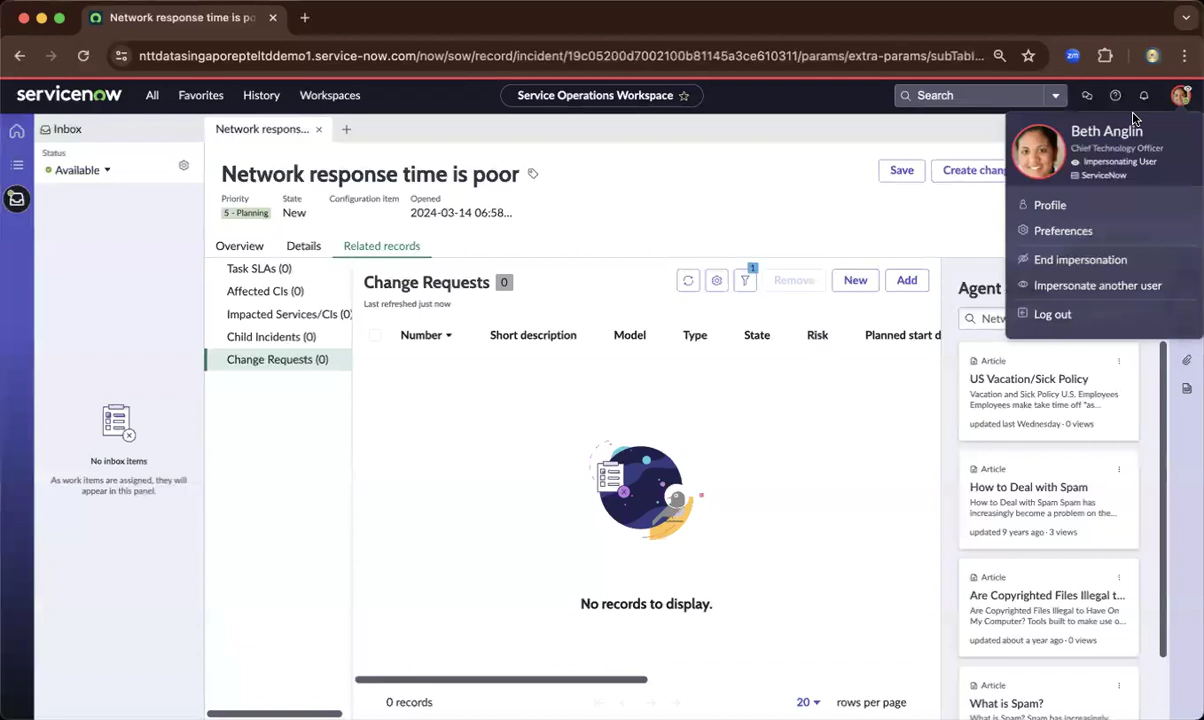 Network response time is po
nttdatasingaporepteltddemo1.service-now.com/now/sow/record/incident/19c05200d7002100b81145a3ce610311/params/extra-params/subTabl...
servicenow
All
Favorites
History
Workspaces
Service Operations Workspace
Search
Inbox
Status
Available
Network respons...
Network response time is poor
Save
Create chang
Priority
State
Configuration item
Opened
5 - Planning
New
2024-03-14 06:58...
Overview
Details
Related records
Task SLAs (0)
Affected CIs (0)
Impacted Services/CIs (0)
Child Incidents (0)
Change Requests (0)
Change Requests 0
Last refreshed just now
1
Remove
New
Add
Number
Short description
Model
Type
State
Risk
Planned start d
No records to display.
0 records
20
rows per page
No inbox items
As work items are assigned, they will
appear in this panel.
Beth Anglin
Chief Technology Officer
Impersonating User
ServiceNow
Profile
Preferences
End impersonation
Impersonate another user
Log out
Agent
Netw
Article
US Vacation/Sick Policy
Vacation and Sick Policy U.S. Employees
Employees make take time off "as...
updated last Wednesday · 0 views
Article
How to Deal with Spam
How to Deal with Spam Spam has
increasingly become a problem on the...
updated 9 years ago · 3 views
Article
Are Copyrighted Files Illegal t...
Are Copyrighted Files Illegal to Have On
My Computer? Tools built to make use o
updated about a year ago · 0 views
Article
What is Spam?
What is Spam? Spam has increasingly